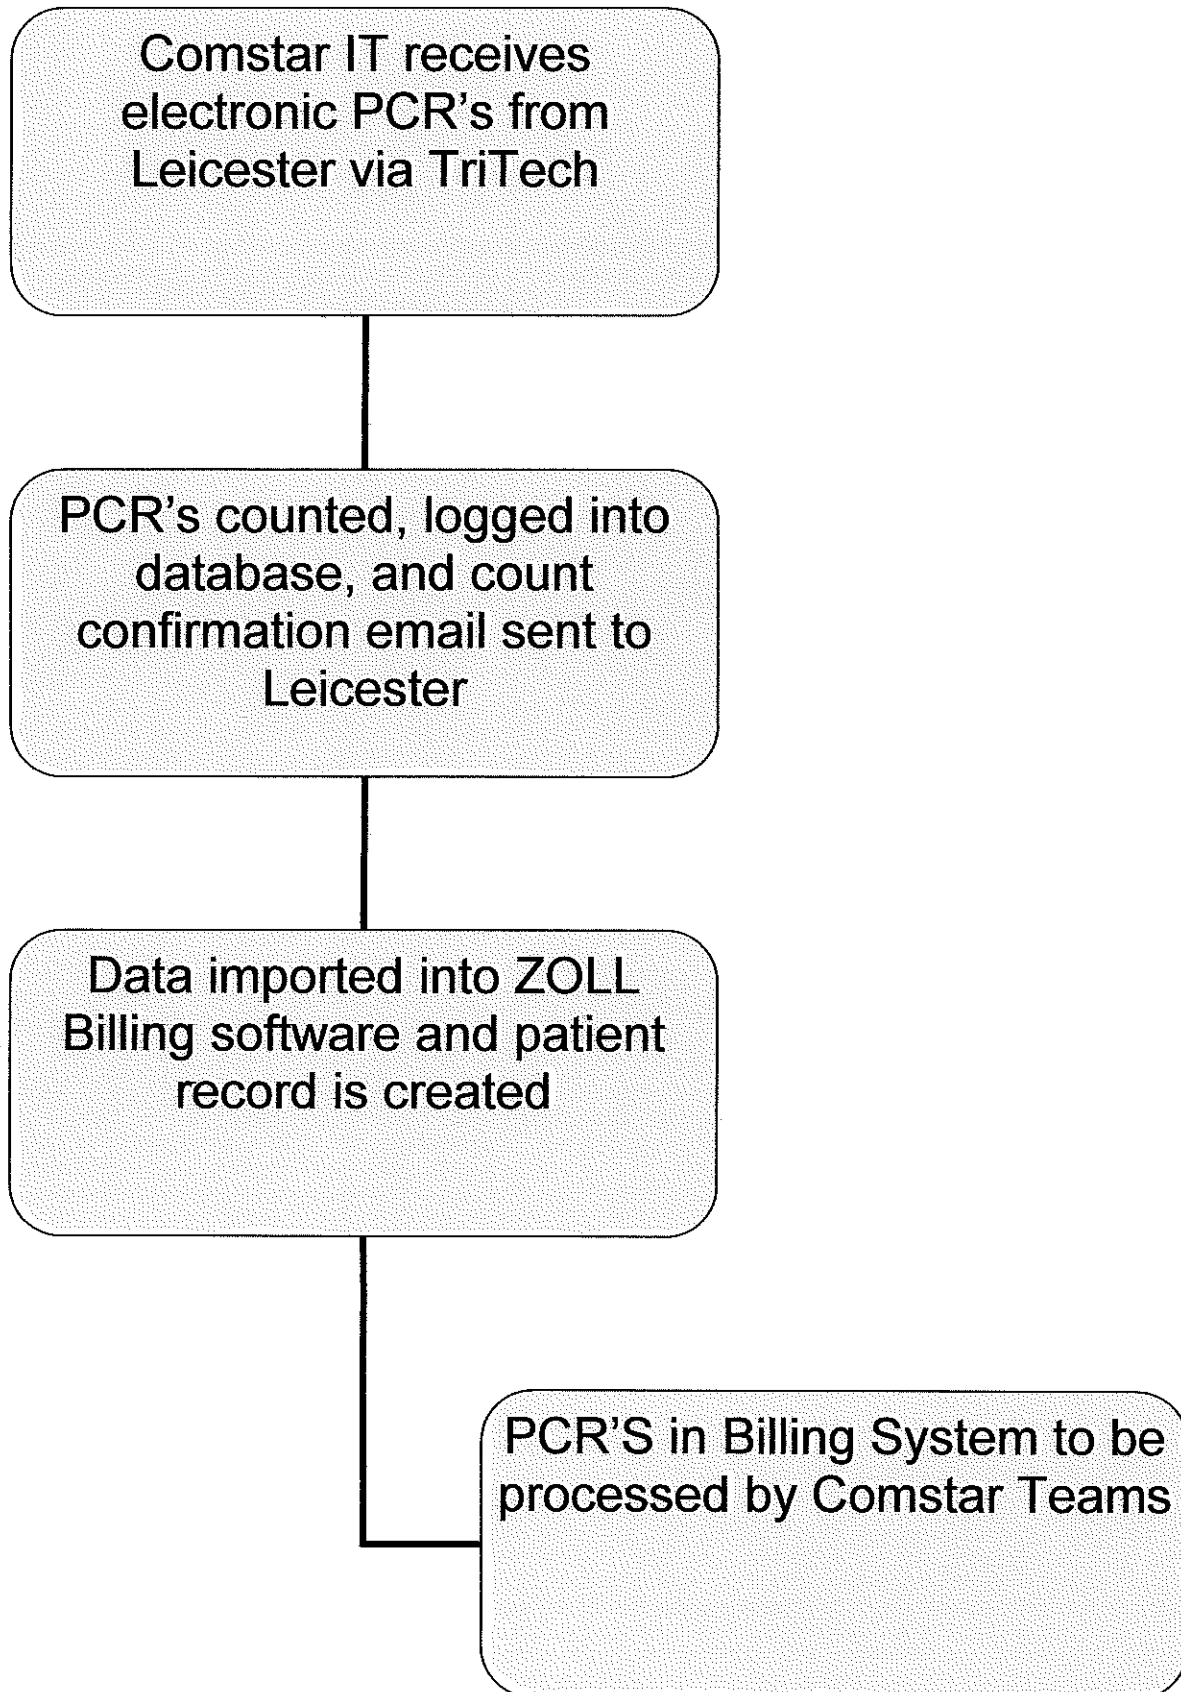 Comstar IT receives
electronic PCR's from
Leicester via TriTech
PCR's counted, logged into
database, and count
confirmation email sent to
Leicester
Data imported into ZOLL
Billing software and patient
record is created
PCR'S in Billing System to be
processed by Comstar Teams